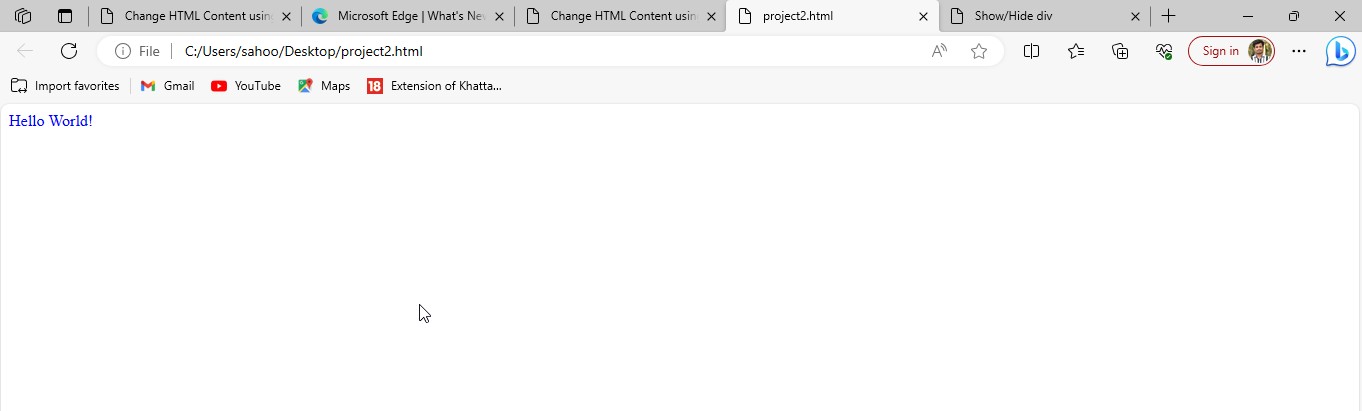 Change HTML Content usin
Microsoft Edge | What's Ne
Change HTML Content usin
project2.html
Show/Hide div
File
C:/Users/sahoo/Desktop/project2.html
Sign in
Import favorites
Gmail
YouTube
Maps
18
Extension of Khatta...
Hello World!